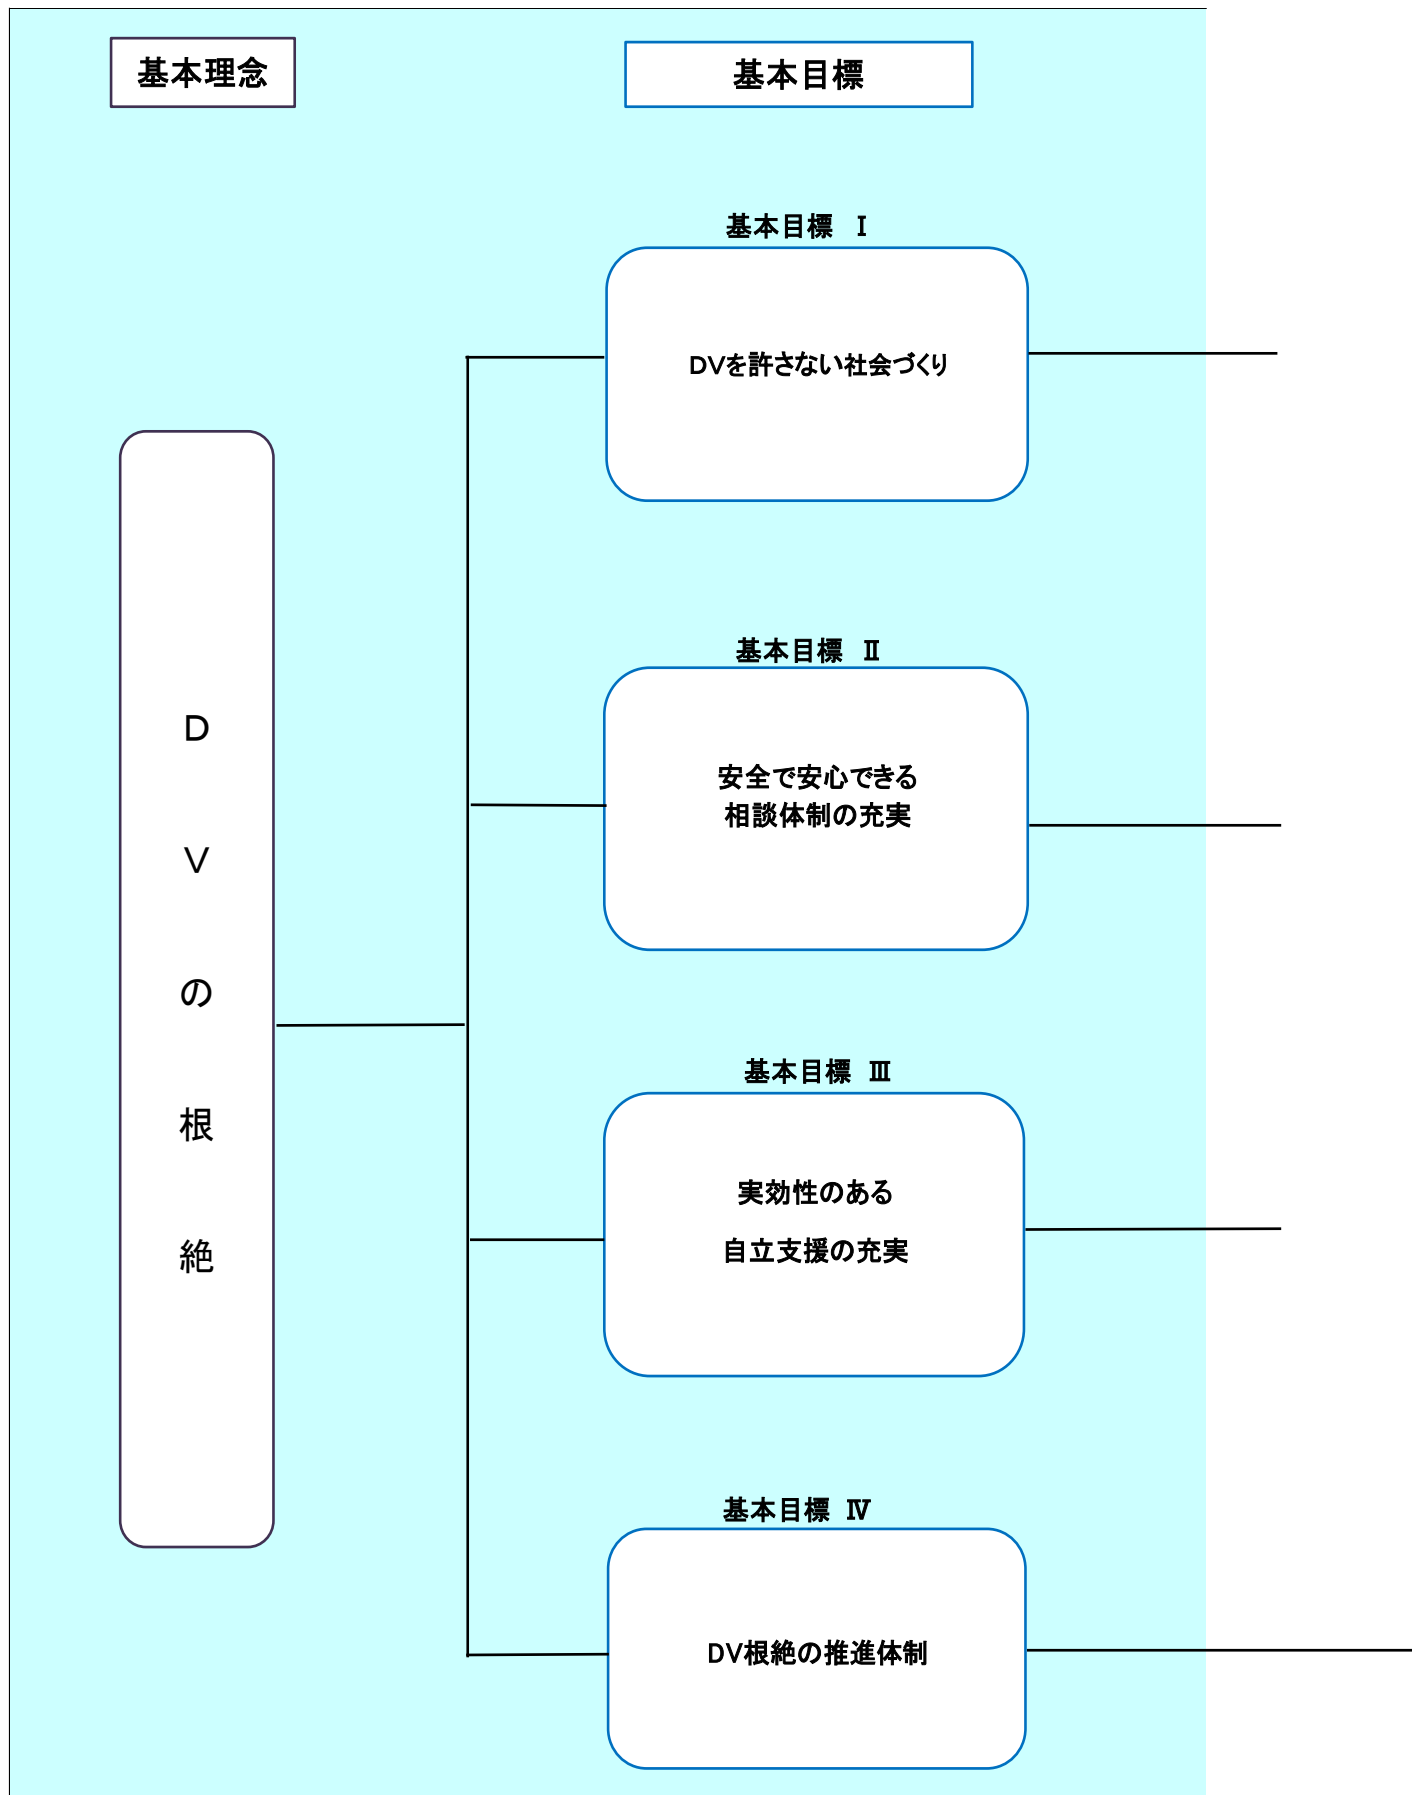 基本理念
基本目標
基本目標　Ⅰ
ＤＶを許さない社会づくり
基本目標　Ⅱ
安全で安心できる
相談体制の充実
ＤＶの根絶
基本目標　Ⅲ
実効性のある
自立支援の充実
基本目標　Ⅳ
ＤＶ根絶の推進体制